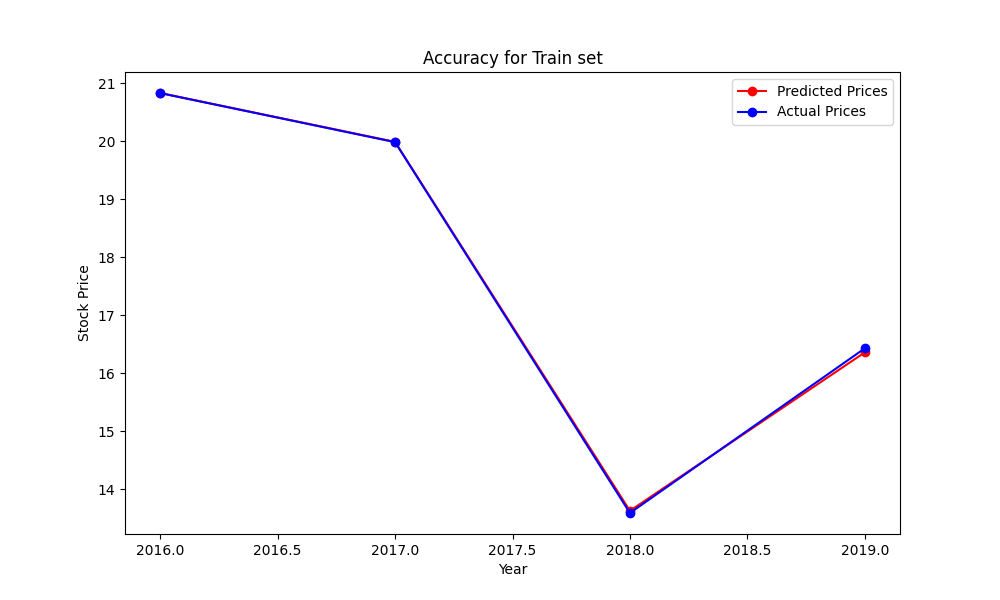 Accuracy for Train set
Predicted Prices
Actual Prices
21
20
19
18
17
16
15
14
Stock Price
2016.0 2016.5 2017.0 2017.5 2018.0 2018.5 2019.0
Year